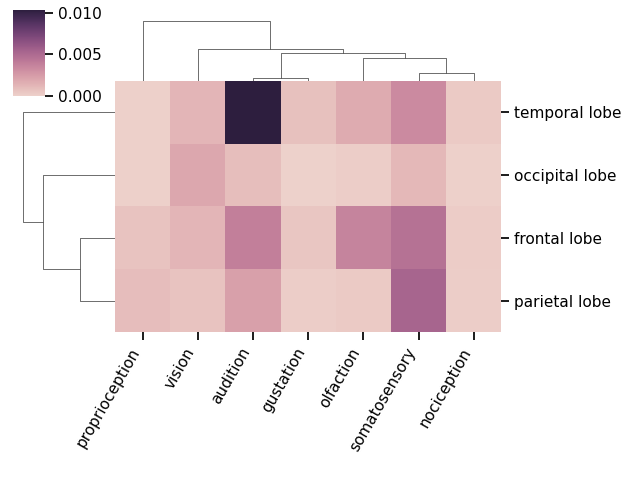 0.010
0.005
0.000
temporal lobe
occipital lobe
frontal lobe
parietal lobe
proprioception
vision
audition
gustation
olfaction
somatosensory
nociception